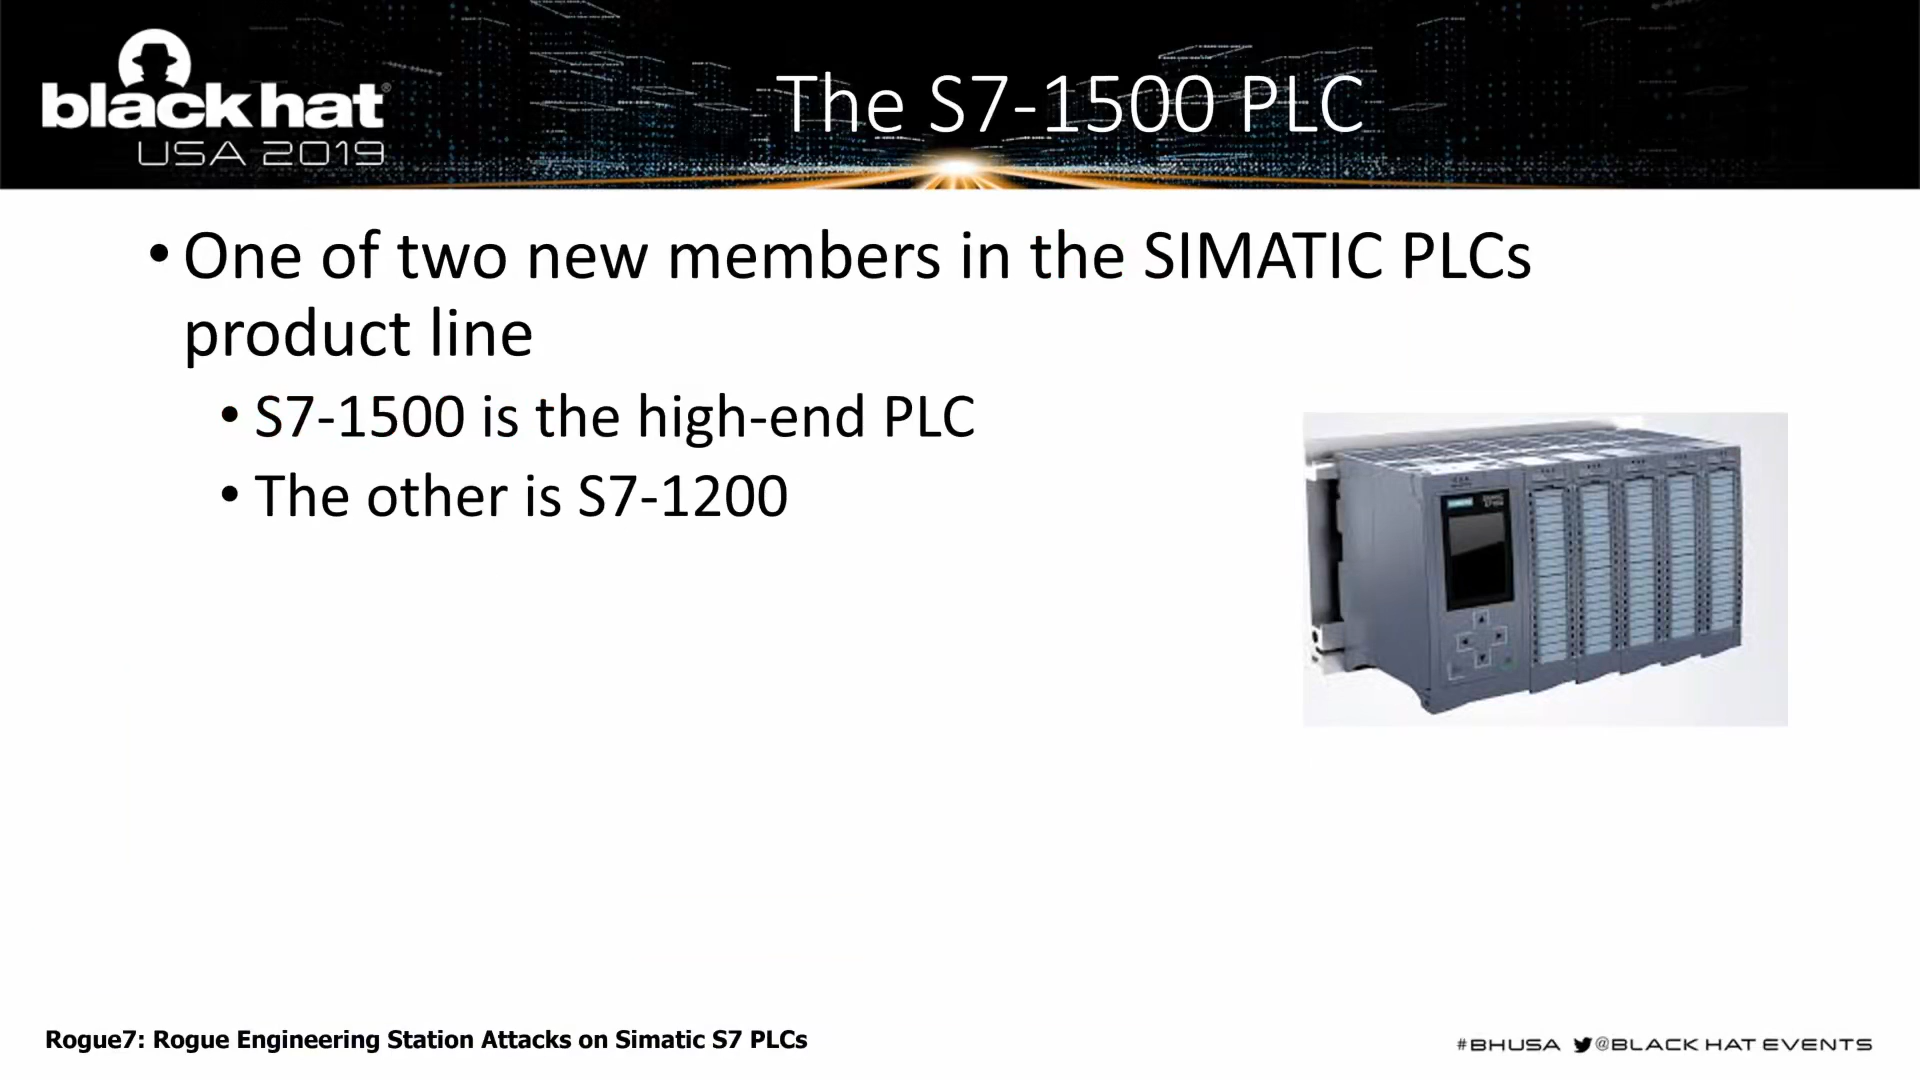 blackhat®
USA 2019
The S7-1500 PLC
• One of two new members in the SIMATIC PLCs
product line
• S7-1500 is the high-end PLC
• The other is S7-1200
SIEMENS
Rogue7: Rogue Engineering Station Attacks on Simatic S7 PLCs
#BHUSA @BLACK HAT EVENTS